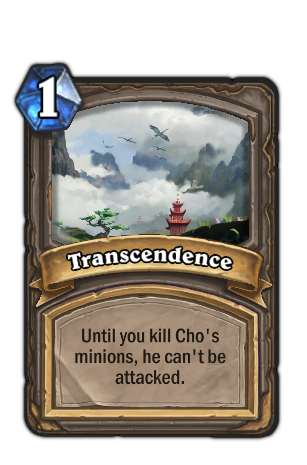 1
Transcendence
Until you kill Cho's
minions, he can't be
attacked.